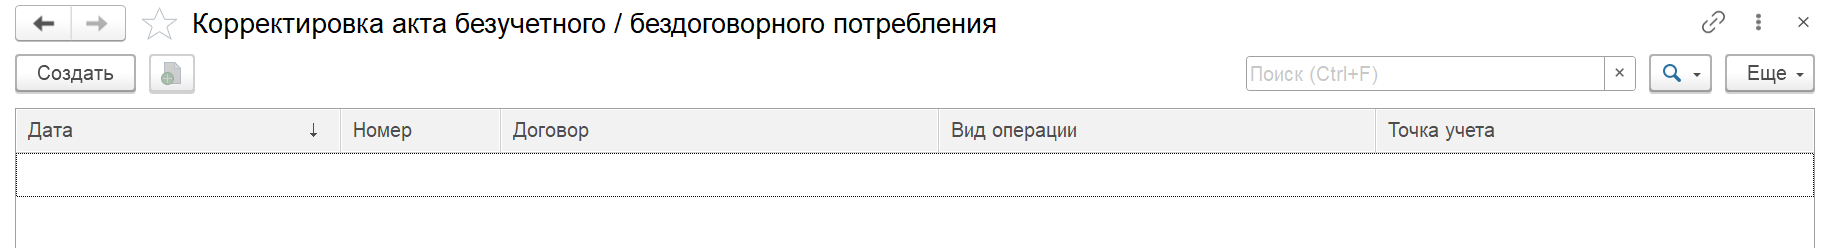 Корректировка акта безучетного / бездоговорного потребления
Создать Поиск (Ctrl+F) Еще
Дата Номер Договор Вид операции Точка учета